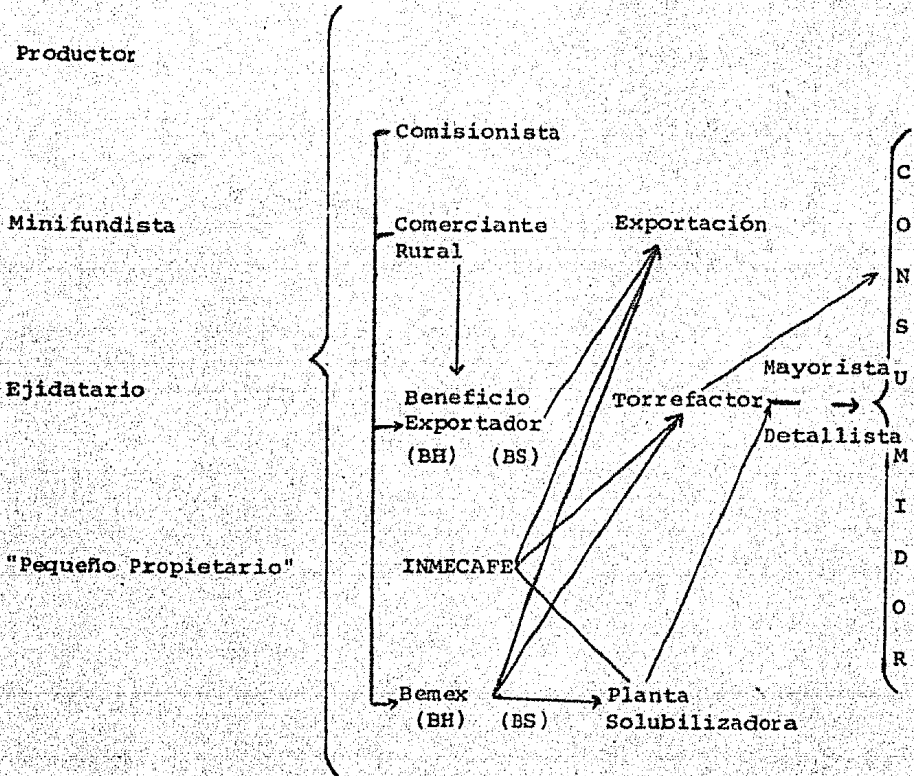 Productor
Comisionista
Minifundista
Comerciante
Rural
Exportación
Ejidatario
Beneficio
Exportador
(BH) (BS)
Torrefactor
Mayorista
Detallista
"Pequeño Propietario"
INMECAFE
Bemex
(BH) (BS)
Planta
Solubilizadora
C
O
N
S
U
M
I
D
O
R